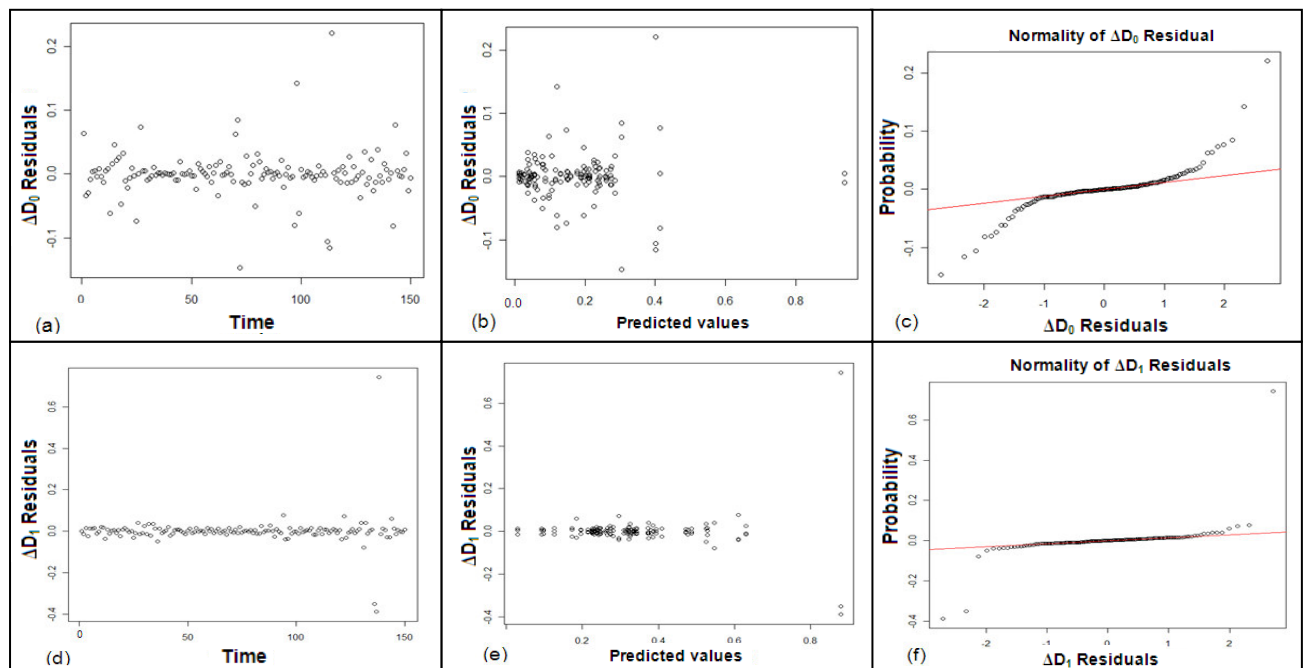 ΔD₀ Residuals
0.2
0.1
0.0
-0.1
0
50
100
150
Time
(a)
ΔD₀ Residuals
0.2
0.1
0.0
-0.1
0.0
0.2
0.4
0.6
0.8
Predicted values
(b)
Normality of ΔD₀ Residual
Probability
0.2
0.1
0.0
-0.1
-2
-1
0
1
2
ΔD₀ Residuals
(c)
ΔD₁ Residuals
0.6
0.4
0.2
0.0
-0.2
-0.4
0
50
100
150
Time
(d)
ΔD₁ Residuals
0.6
0.4
0.2
0.0
-0.2
-0.4
0.0
0.2
0.4
0.6
0.8
Predicted values
(e)
Normality of ΔD₁ Residuals
Probability
0.6
0.4
0.2
0.0
-0.2
-0.4
-2
-1
0
1
2
ΔD₁ Residuals
(f)